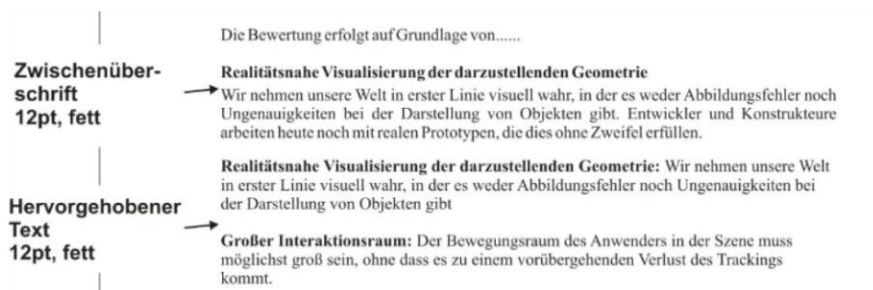 Die Bewertung erfolgt auf Grundlage von......
Zwischenüber-
schrift
12pt, fett
Realitätsnahe Visualisierung der darzustellenden Geometrie
Wir nehmen unsere Welt in erster Linie visuell wahr, in der es weder Abbildungsfehler noch
Ungenauigkeiten bei der Darstellung von Objekten gibt. Entwickler und Konstrukteure
arbeiten heute noch mit realen Prototypen, die dies ohne Zweifel erfüllen.
Hervorgehobener
Text
12pt, fett
Realitätsnahe Visualisierung der darzustellenden Geometrie: Wir nehmen unsere Welt
in erster Linie visuell wahr, in der es weder Abbildungsfehler noch Ungenauigkeiten bei
der Darstellung von Objekten gibt
Großer Interaktionsraum: Der Bewegungsraum des Anwenders in der Szene muss
möglichst groß sein, ohne dass es zu einem vorübergehenden Verlust des Trackings
kommt.